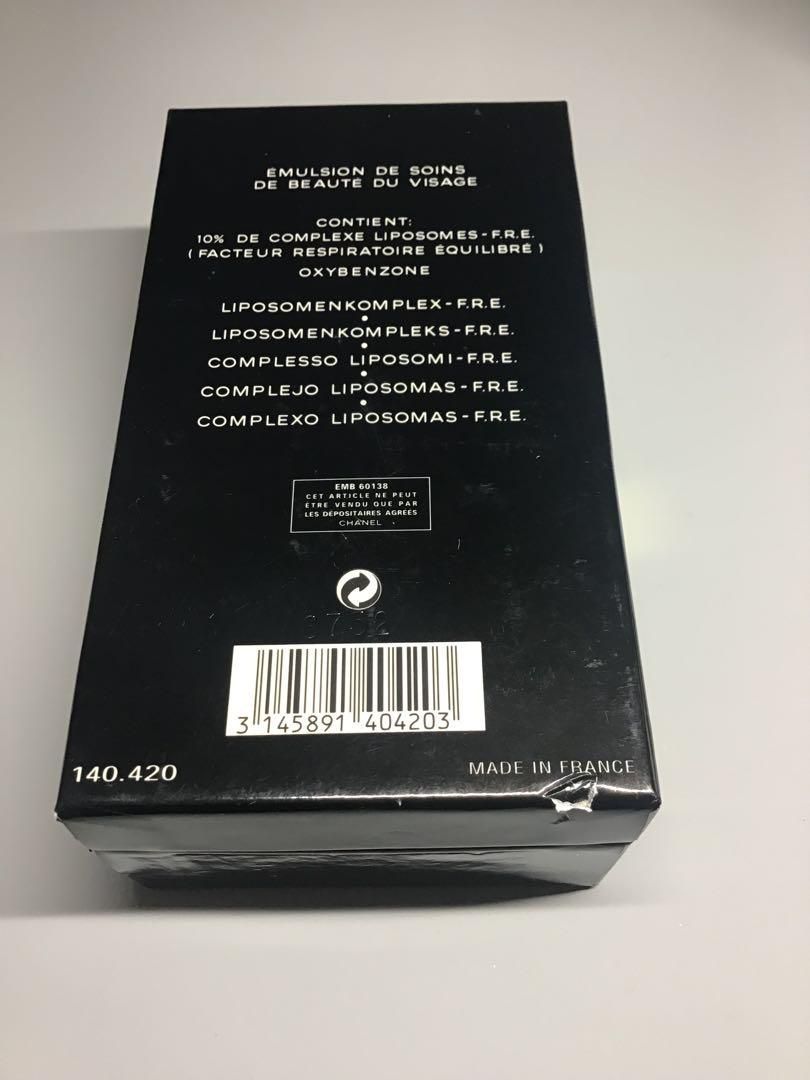 ÉMULSION DE SOINS
DE BEAUTÉ DU VISAGE
CONTIENT:
10% DE COMPLEXE LIPOSOMES-F.R.E.
(FACTEUR RESPIRATOIRE ÉQUILIBRÉ)
OXYBENZONE
LIPOSOMENKOMPLEX-F.R.E.
•
LIPOSOMENKOMPLEKS-F.R.E.
•
COMPLESSO LIPOSOMI-F.R.E.
•
COMPLEJO LIPOSOMAS-F.R.E.
•
COMPLEXO LIPOSOMAS-F.R.E.
EMB 60138
CET ARTICLE NE PEUT
ÊTRE VENDU QUE PAR
LES DÉPOSITAIRES AGRÉÉS
CHANEL
3 145891 404203
140.420
MADE IN FRANCE